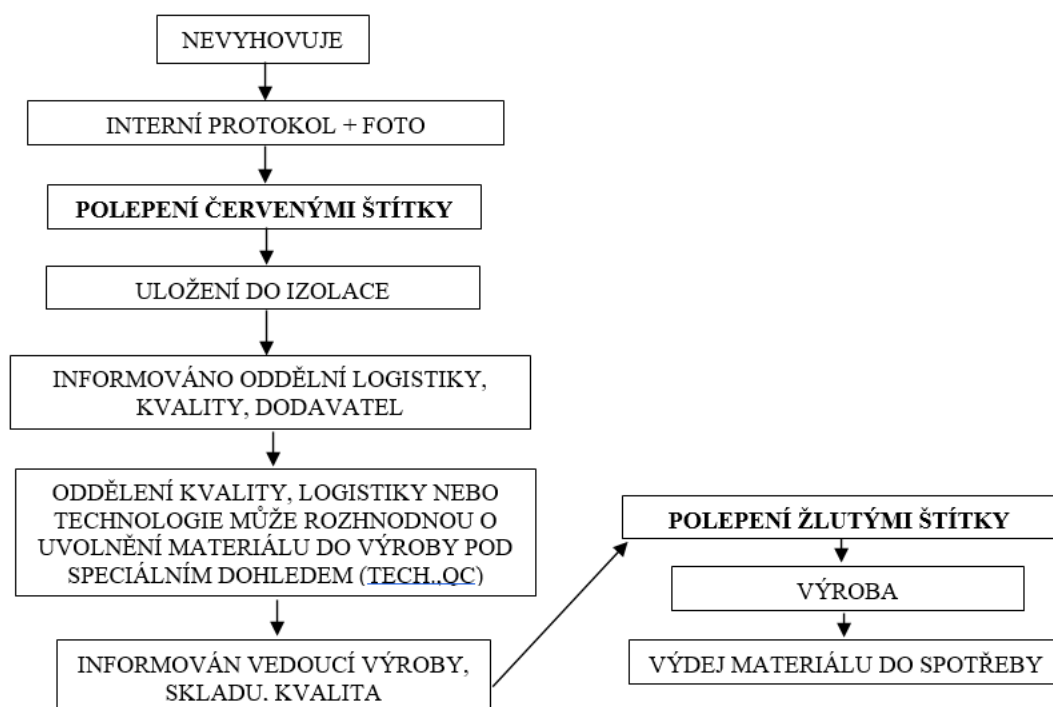 NEVYHOVUJE
INTERNÍ PROTOKOL + FOTO
POLEPENÍ ČERVENÝMI ŠTÍTKY
ULOŽENÍ DO IZOLACE
INFORMOVÁNO ODDĚLNÍ LOGISTIKY,
KVALITY, DODAVATEL
ODDĚLENÍ KVALITY, LOGISTIKY NEBO
TECHNOLOGIE MŮŽE ROZHNODNOU O
UVOLNĚNÍ MATERIÁLU DO VÝROBY POD
SPECIÁLNÍM DOHLEDEM (TECH.,QC)
INFORMOVÁN VEDOUCÍ VÝROBY,
SKLADU. KVALITA
POLEPENÍ ŽLUTÝMI ŠTÍTKY
VÝROBA
VÝDEJ MATERIÁLU DO SPOTŘEBY